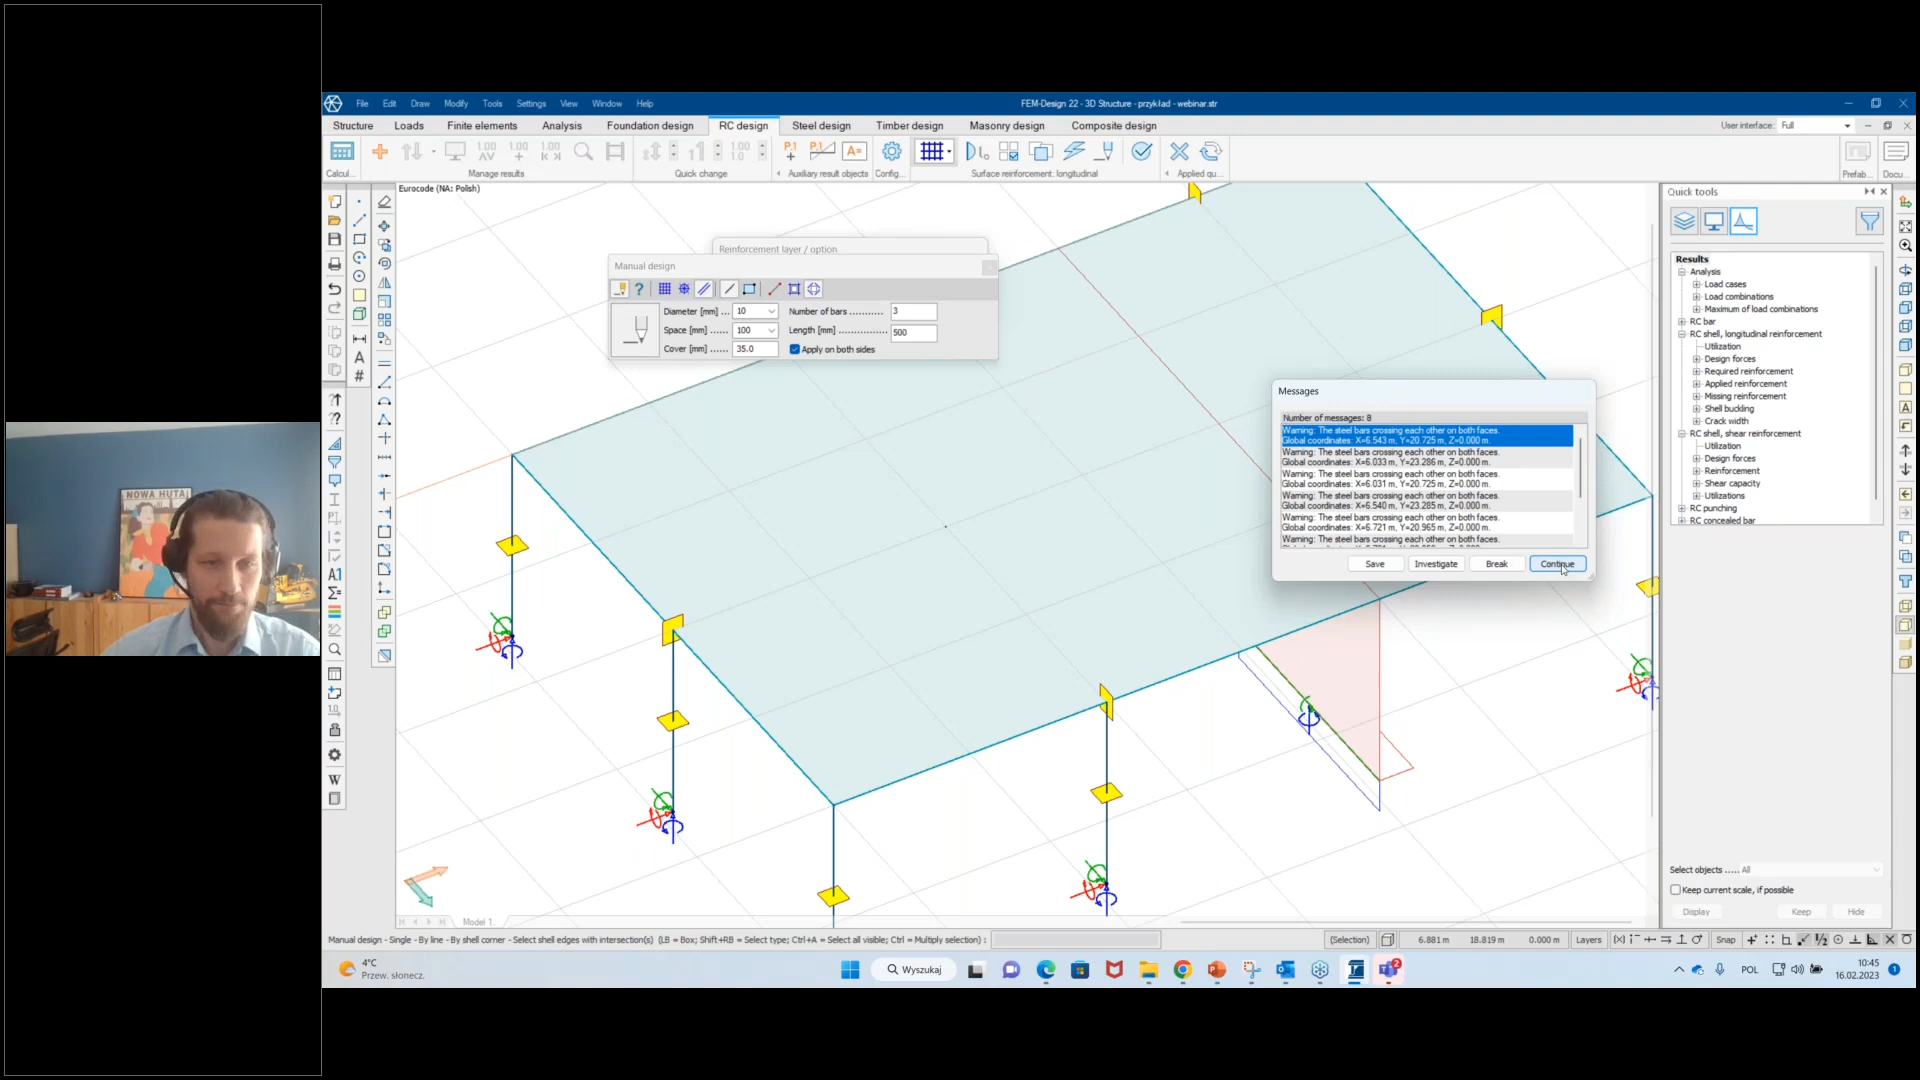 NOWA HUTA
FEM-Design 22 - 3D Structure - przykład - webinar.str
File Edit Draw Modify Tools Settings View Window Help
Structure Loads Finite elements Analysis Foundation design RC design Steel design Timber design Masonry design Composite design
User interface: Full
Calcul... Manage results Quick change Auxiliary result objects Config... Surface reinforcement: longitudinal Applied qu... Prefab... Docu...
Eurocode (NA: Polish)
Reinforcement layer / option
Manual design
Diameter [mm] ... 10 Number of bars ........... 3
Space [mm] ...... 100 Length [mm] ................. 500
Cover [mm] ...... 35.0 Apply on both sides
Messages
Number of messages: 8
Warning: The steel bars crossing each other on both faces.
Global coordinates: X=6.543 m, Y=20.725 m, Z=0.000 m.
Warning: The steel bars crossing each other on both faces.
Global coordinates: X=6.033 m, Y=23.286 m, Z=0.000 m.
Warning: The steel bars crossing each other on both faces.
Global coordinates: X=6.031 m, Y=20.725 m, Z=0.000 m.
Warning: The steel bars crossing each other on both faces.
Global coordinates: X=6.540 m, Y=23.285 m, Z=0.000 m.
Warning: The steel bars crossing each other on both faces.
Global coordinates: X=6.721 m, Y=20.965 m, Z=0.000 m.
Warning: The steel bars crossing each other on both faces.
Save Investigate Break Continue
Quick tools
Results
Analysis
Load cases
Load combinations
Maximum of load combinations
RC bar
RC shell, longitudinal reinforcement
Utilization
Design forces
Required reinforcement
Applied reinforcement
Missing reinforcement
Shell buckling
Crack width
RC shell, shear reinforcement
Utilization
Design forces
Reinforcement
Shear capacity
Utilizations
RC punching
RC concealed bar
Select objects ..... All
Keep current scale, if possible
Display Keep Hide
Model 1
Manual design - Single - By line - By shell corner - Select shell edges with intersection(s) (LB = Box; Shift+RB = Select type; Ctrl+A = Select all visible; Ctrl = Multiply selection) :
(Selection) 6.881 m 18.819 m 0.000 m Layers Snap
4°C
Przew. słonecz.
Wyszukaj
POL
10:45
16.02.2023